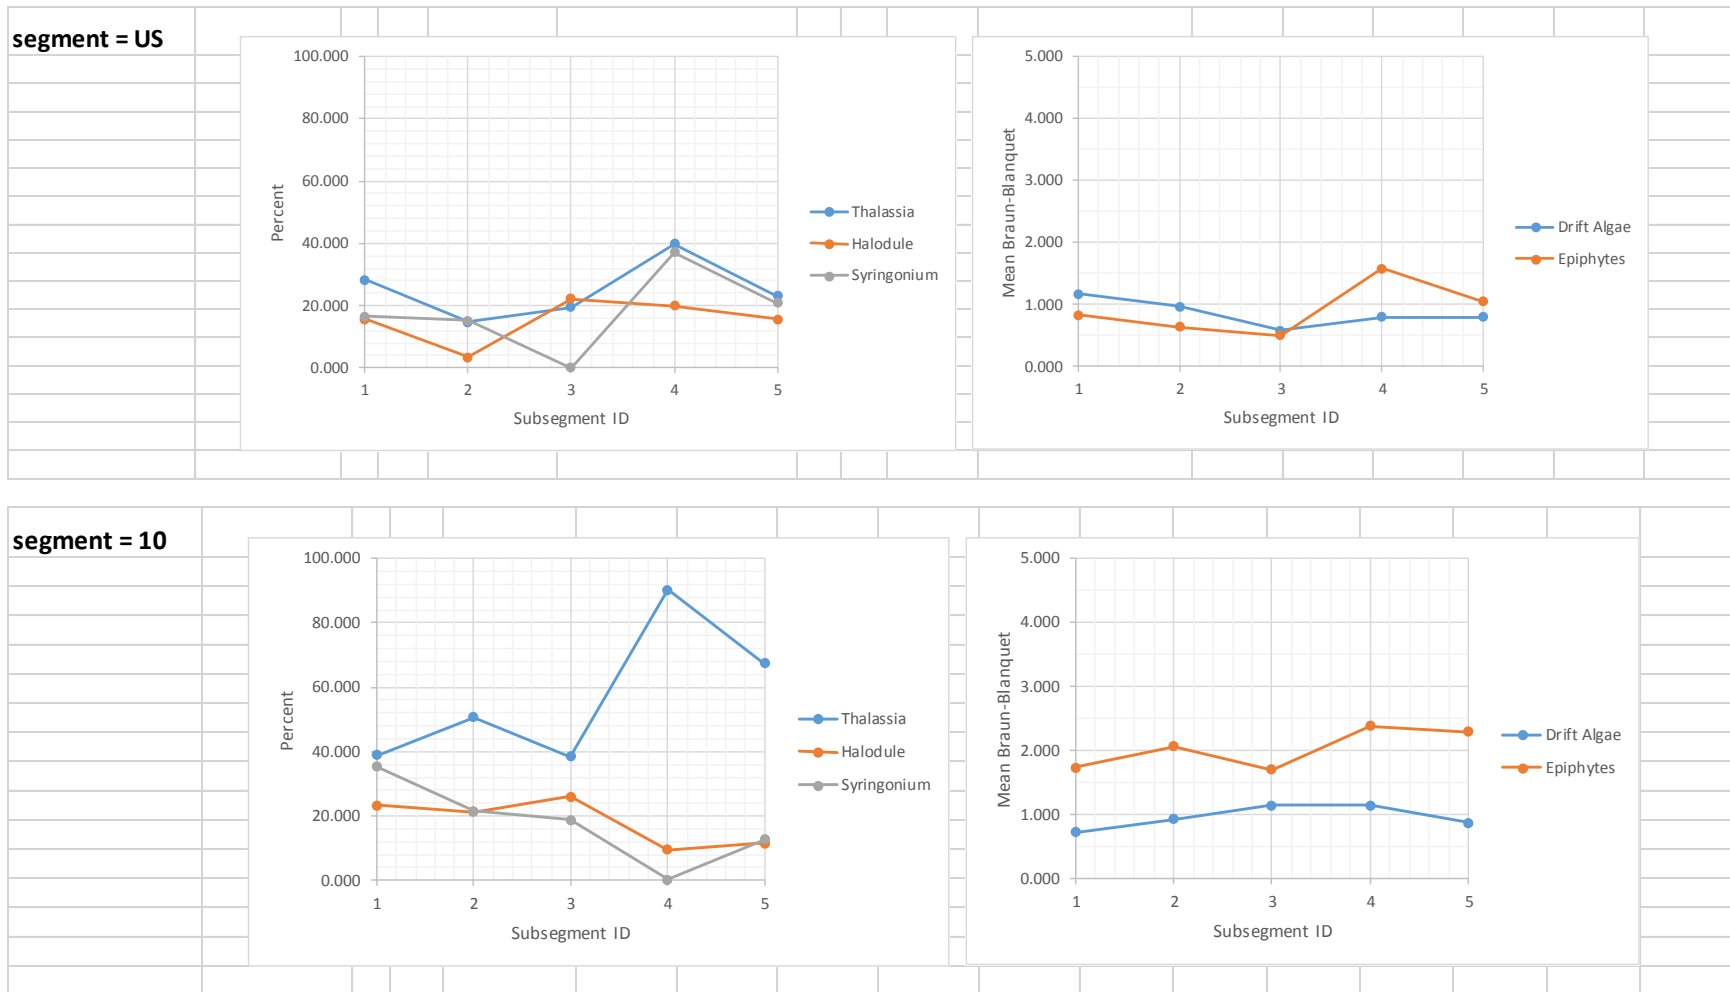 segment = US
100.000
80.000
60.000
40.000
20.000
0.000
Percent
1 2 3 4 5
Subsegment ID
Thalassia
Halodule
Syringonium
5.000
4.000
3.000
2.000
1.000
0.000
Mean Braun-Blanquet
1 2 3 4 5
Subsegment ID
Drift Algae
Epiphytes
segment = 10
100.000
80.000
60.000
40.000
20.000
0.000
Percent
1 2 3 4 5
Subsegment ID
Thalassia
Halodule
Syringonium
5.000
4.000
3.000
2.000
1.000
0.000
Mean Braun-Blanquet
1 2 3 4 5
Subsegment ID
Drift Algae
Epiphytes